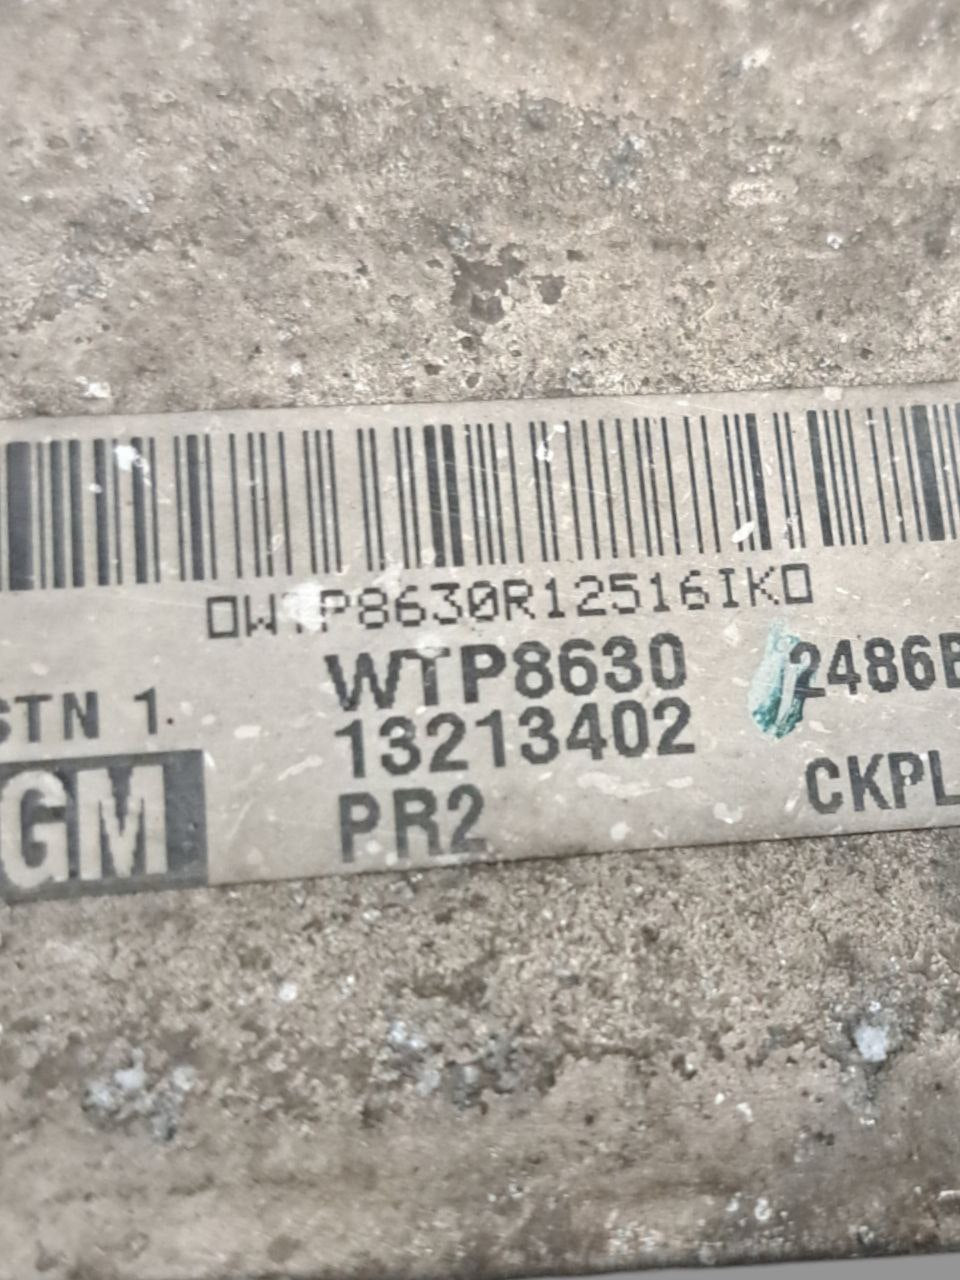 0WTP8630R12516IK0
WTP8630 2486B
STN 1 13213402
GM PR2 CKPL